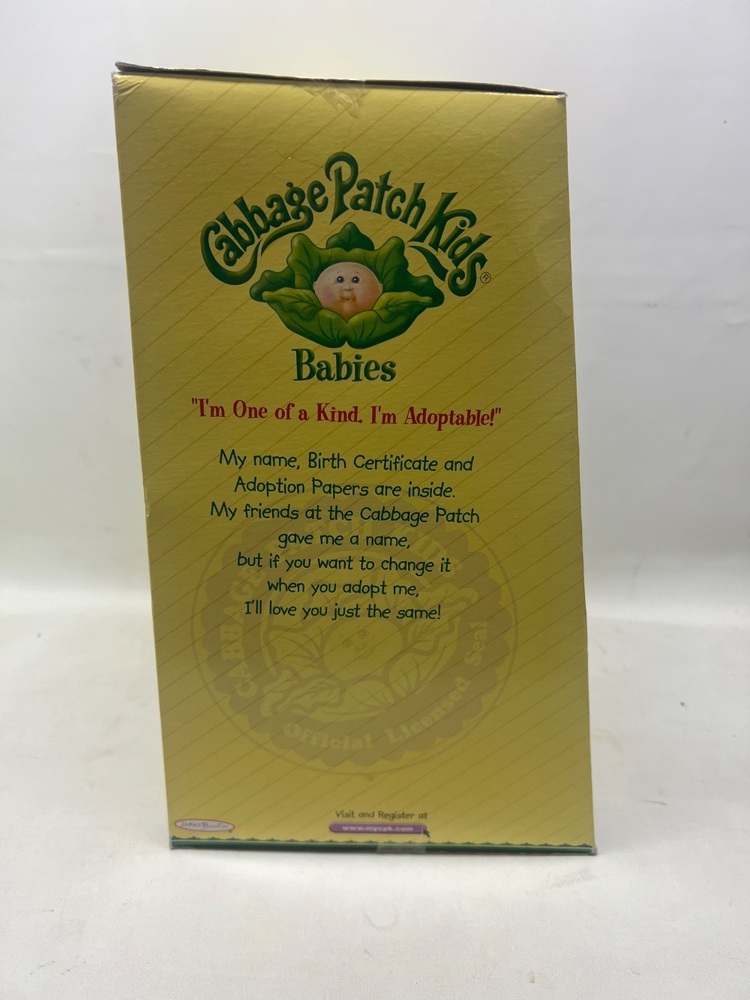 Cabbage Patch Kids®
Babies
"I'm One of a Kind. I'm Adoptable!"
My name, Birth Certificate and
Adoption Papers are inside.
My friends at the Cabbage Patch
gave me a name,
but if you want to change it
when you adopt me,
I'll love you just the same!
CABBAGE
Official Licensed Seal
Visit and Register at
www.mycpk.com